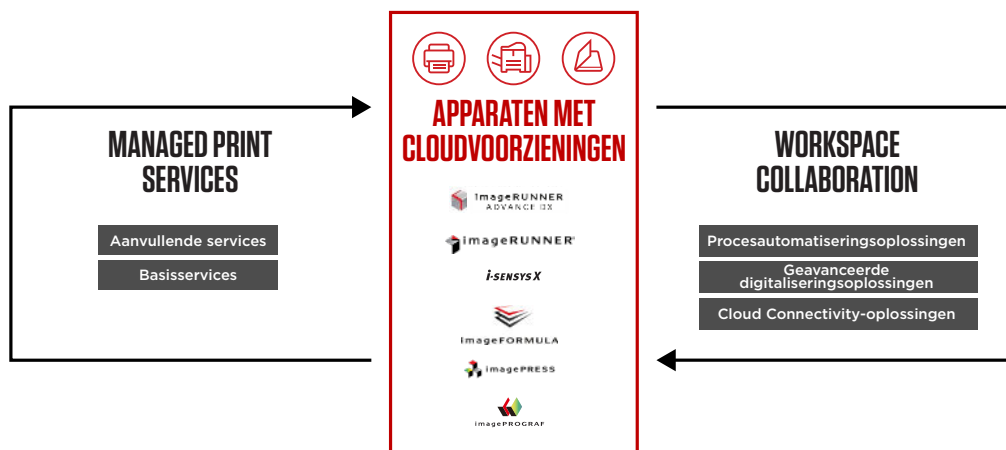 MANAGED PRINT
SERVICES
Aanvullende services
Basisservices
APPARATEN MET
CLOUDVOORZIENINGEN
imageRUNNER
ADVANCE DX
imageRUNNER
i-SENSYS X
imageFORMULA
imagePRESS
imagePROGRAF
WORKSPACE
COLLABORATION
Procesautomatiseringsoplossingen
Geavanceerde
digitaliseringsoplossingen
Cloud Connectivity-oplossingen